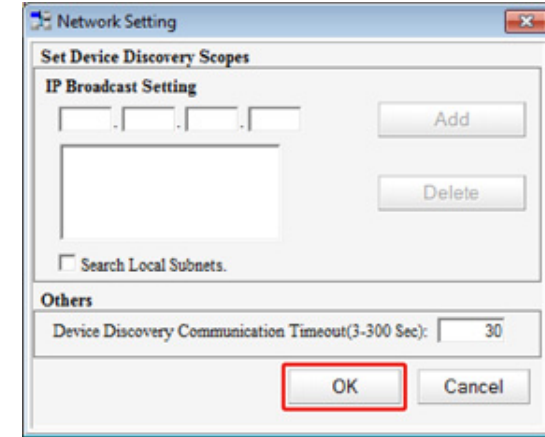 Network Setting
Set Device Discovery Scopes
IP Broadcast Setting
. . .
Add
Delete
Search Local Subnets.
Others
Device Discovery Communication Timeout(3-300 Sec): 30
OK Cancel